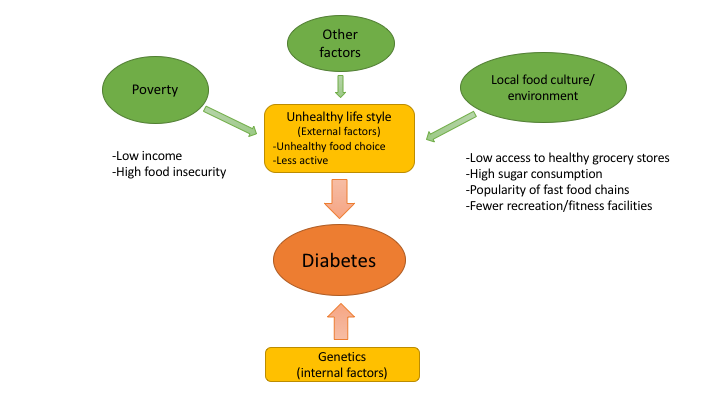 Other
factors
Poverty
Local food culture/
environment
Unhealthy life style
(External factors)
-Unhealthy food choice
-Less active
-Low income
-High food insecurity
-Low access to healthy grocery stores
-High sugar consumption
-Popularity of fast food chains
-Fewer recreation/fitness facilities
Diabetes
Genetics
(internal factors)